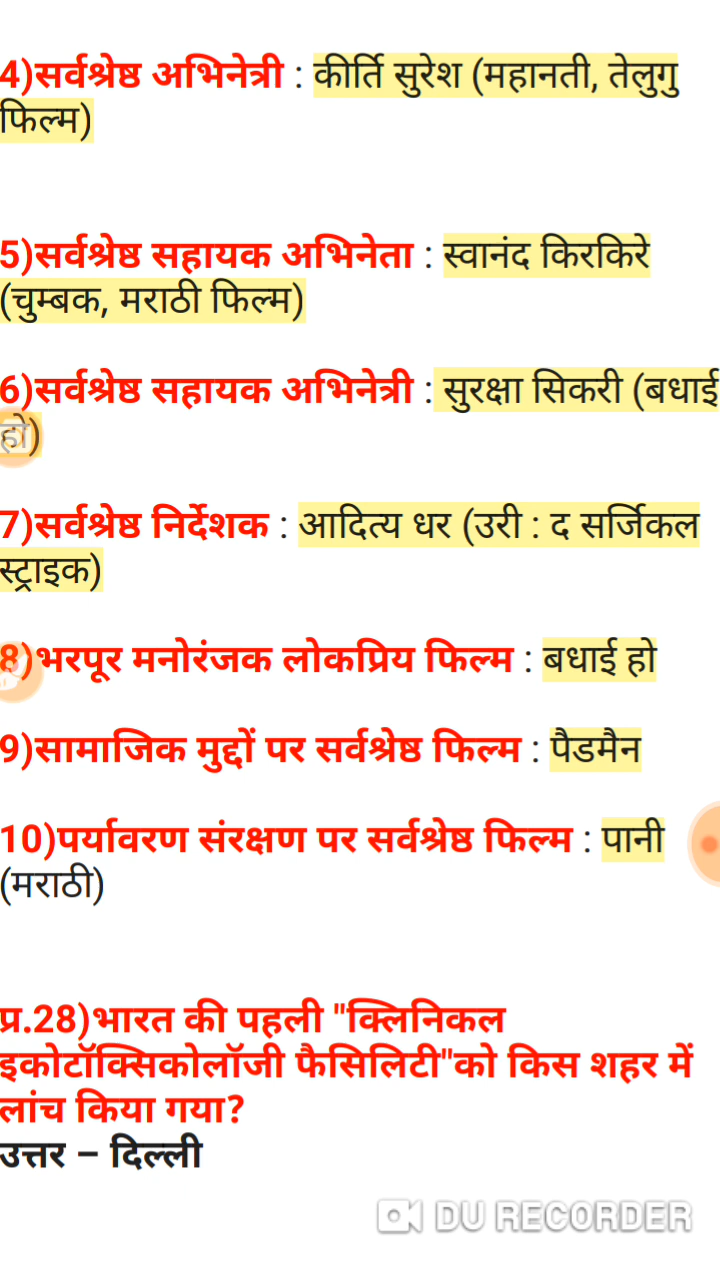 4)सर्वश्रेष्ठ अभिनेत्री : कीर्ति सुरेश (महानती, तेलुगु
फिल्म)
5)सर्वश्रेष्ठ सहायक अभिनेता : स्वानंद किरकिरे
(चुम्बक, मराठी फिल्म)
6)सर्वश्रेष्ठ सहायक अभिनेत्री : सुरक्षा सिकरी (बधाई
हो)
7)सर्वश्रेष्ठ निर्देशक : आदित्य धर (उरी : द सर्जिकल
स्ट्राइक)
8)भरपूर मनोरंजक लोकप्रिय फिल्म : बधाई हो
9)सामाजिक मुद्दों पर सर्वश्रेष्ठ फिल्म : पैडमैन
10)पर्यावरण संरक्षण पर सर्वश्रेष्ठ फिल्म : पानी
(मराठी)
प्र.28)भारत की पहली "क्लिनिकल
इकोटॉक्सिकोलॉजी फैसिलिटी"को किस शहर में
लांच किया गया?
उत्तर – दिल्ली
DU RECORDER